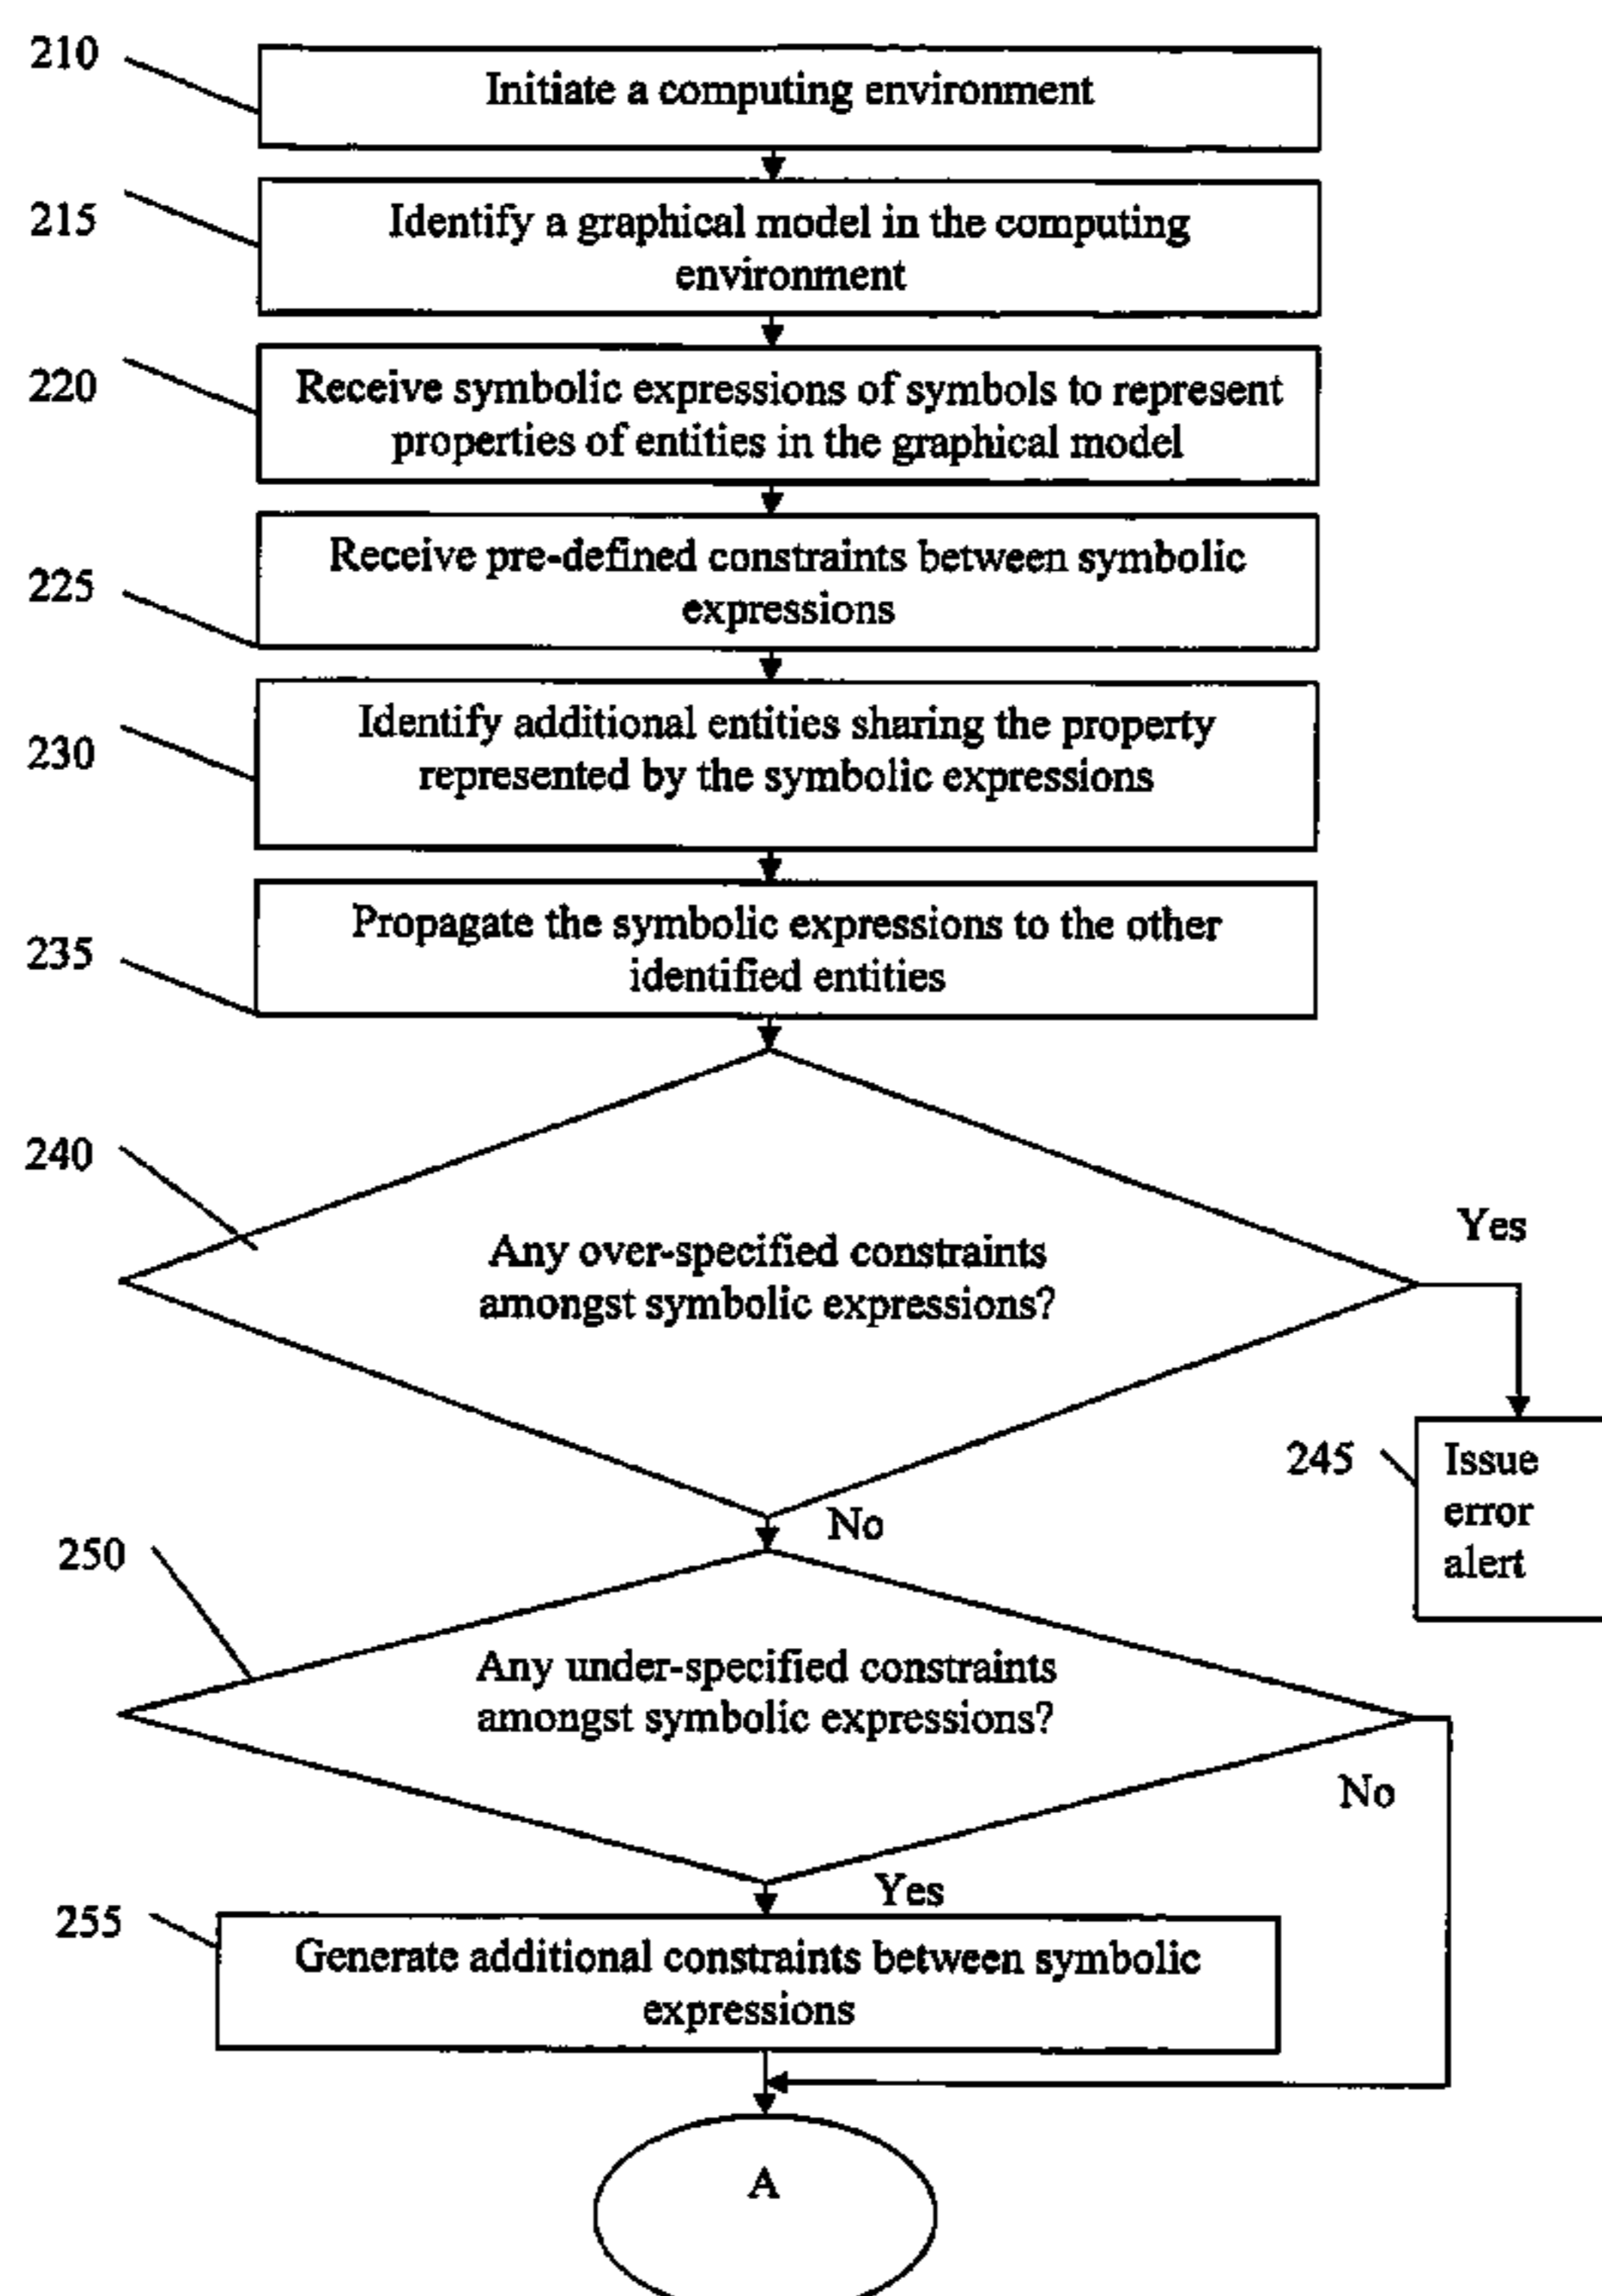 210
Initiate a computing environment
215
Identify a graphical model in the computing
environment
220
Receive symbolic expressions of symbols to represent
properties of entities in the graphical model
225
Receive pre-defined constraints between symbolic
expressions
230
Identify additional entities sharing the property
represented by the symbolic expressions
235
Propagate the symbolic expressions to the other
identified entities
240
Any over-specified constraints
amongst symbolic expressions?
Yes
245
Issue
error
alert
No
250
Any under-specified constraints
amongst symbolic expressions?
No
Yes
255
Generate additional constraints between symbolic
expressions
A